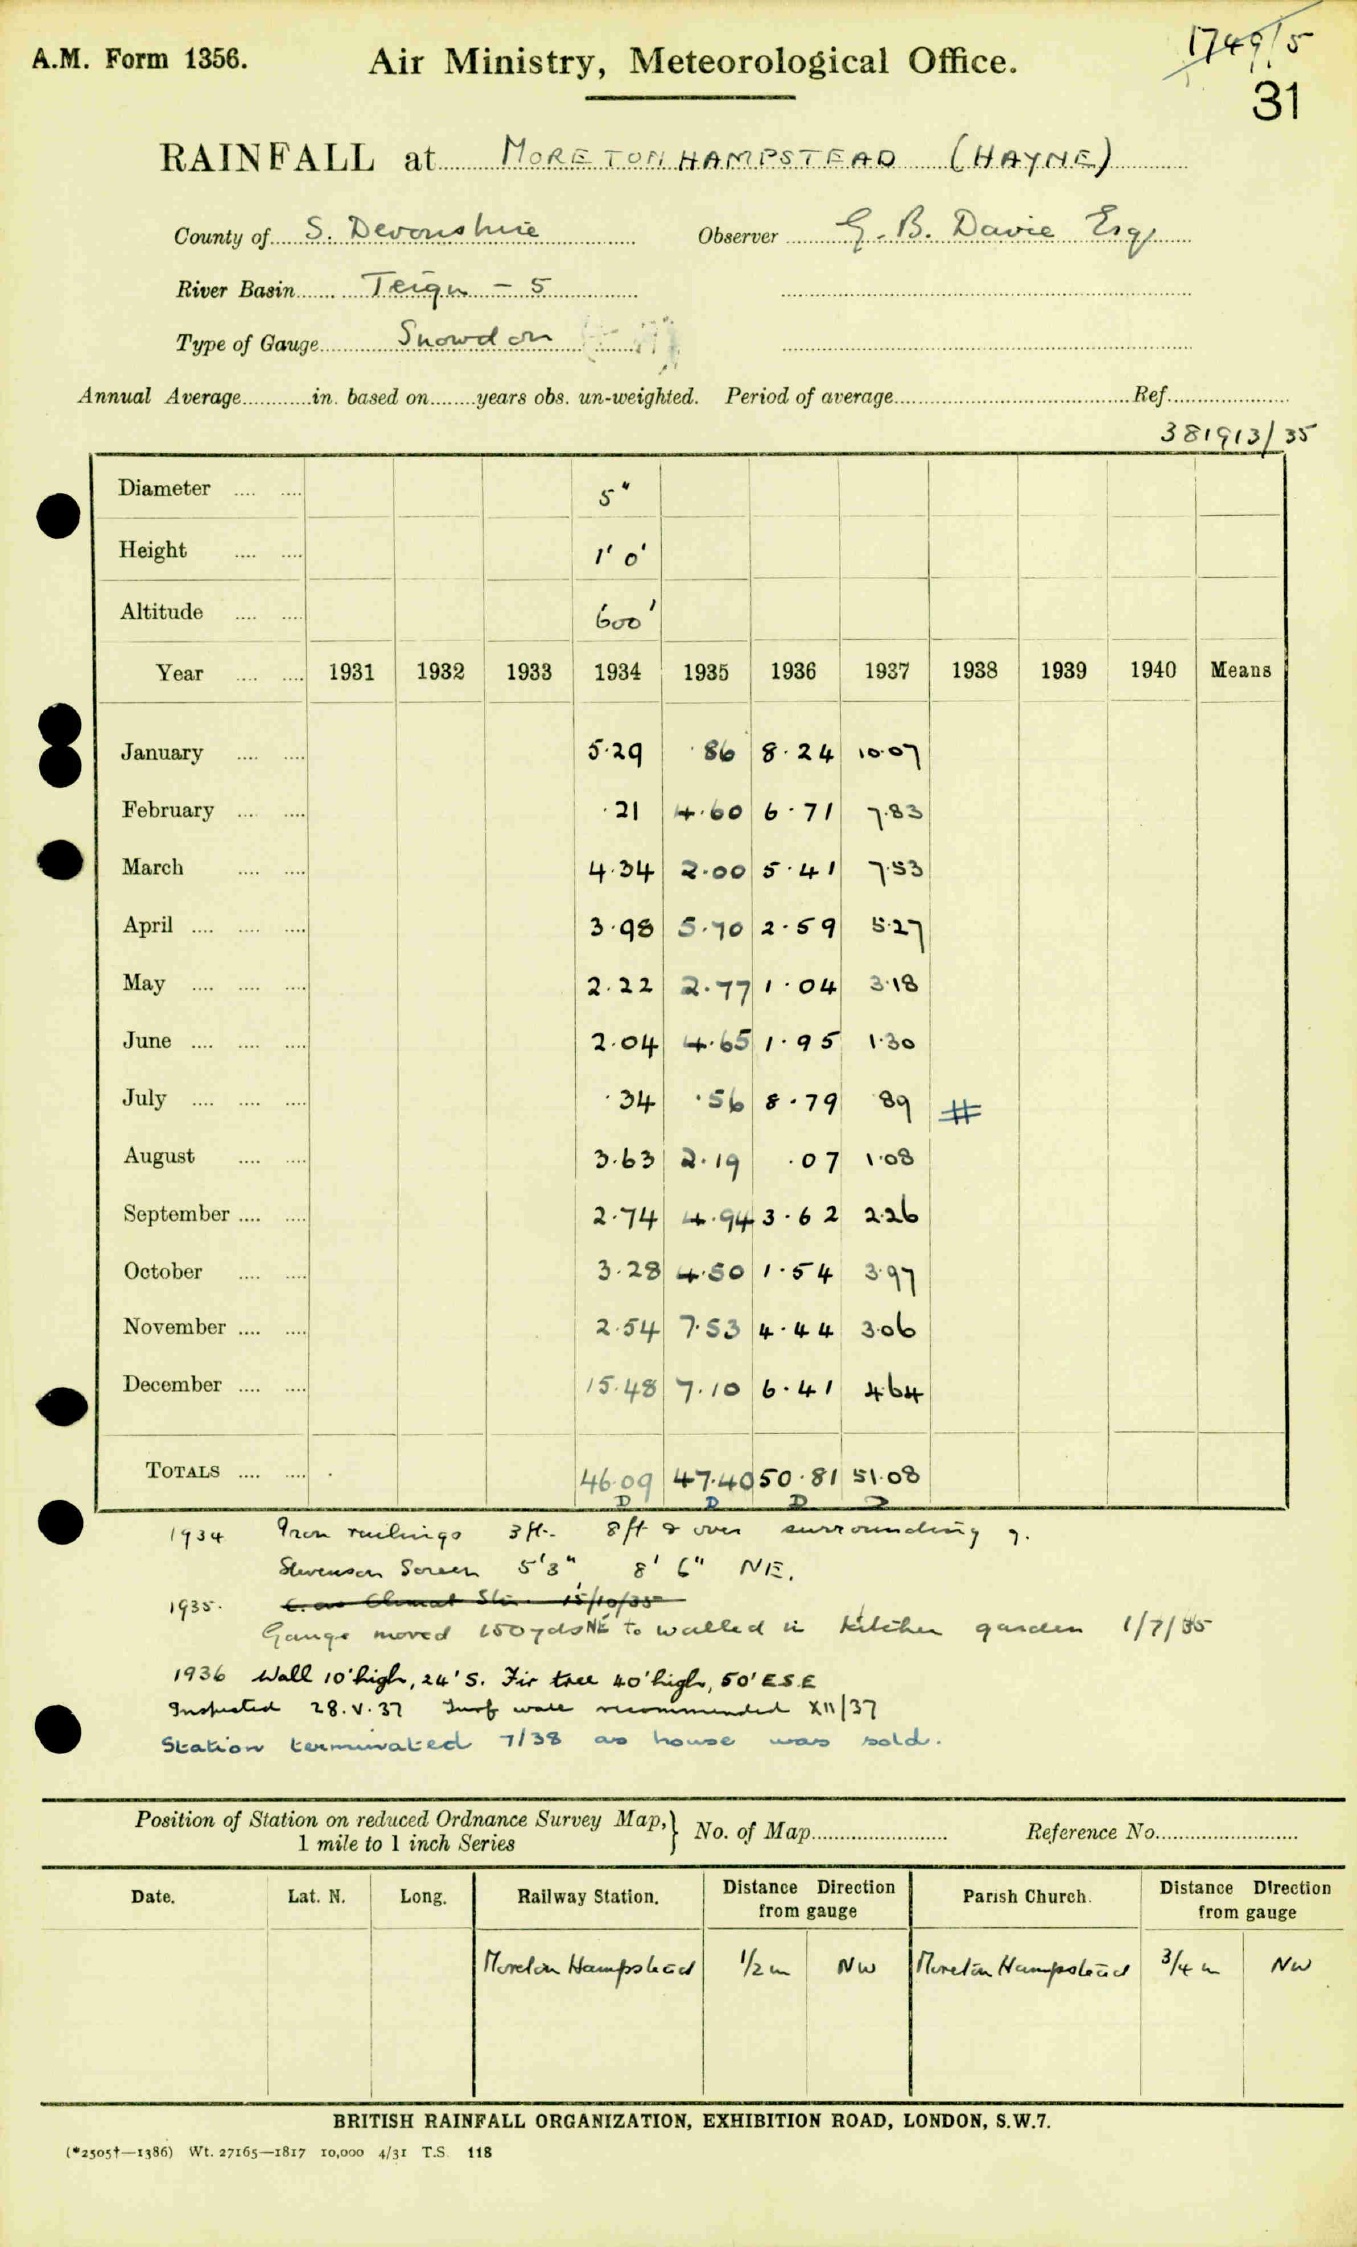 A.M. Form 1356.
Air Ministry, Meteorological Office.
1749/5
31
RAINFALL at MORETONHAMPSTEAD (HAYNE)
County of S. Devonshire Observer G. B. Davie Esq,
River Basin Teign - 5
Type of Gauge Snowdon
Annual Average in. based on years obs. un-weighted. Period of average Ref.
381913/35
Diameter 5"
Height 1' 0'
Altitude 600'
Year 1931 1932 1933 1934 1935 1936 1937 1938 1939 1940 Means
January 5.29 .86 8.24 10.07
February .21 4.60 6.71 7.83
March 4.34 2.00 5.41 7.53
April 3.98 5.70 2.59 5.27
May 2.22 2.77 1.04 3.18
June 2.04 4.65 1.95 1.30
July .34 .56 8.79 89 #
August 3.63 2.19 .07 1.08
September 2.74 4.94 3.62 2.26
October 3.28 4.50 1.54 3.97
November 2.54 7.53 4.44 3.06
December 15.48 7.10 6.41 4.64
TOTALS 46.09 47.40 50.81 51.08
D D D D
1934 Iron railings 3ft. 8ft & over surrounding g.
Stevenson Screen 5'3" 8' 6" NE.
1935. C. as Climat Stn. 15/10/35
Gauge moved 150yds NE to walled in kitchen garden 1/7/35
1936 Wall 10' high, 24' S. Fir tree 40' high, 50' E.S.E
Inspected 28.V.37 Turf wall recommended XII/37
Station terminated 7/38 as house was sold.
Position of Station on reduced Ordnance Survey Map, 1 mile to 1 inch Series } No. of Map Reference No.
Date. Lat. N. Long. Railway Station. Distance Direction from gauge Parish Church. Distance Direction from gauge
Moreton Hampstead 1/2 m NW Moreton Hampstead 3/4 m NW
BRITISH RAINFALL ORGANIZATION, EXHIBITION ROAD, LONDON, S.W.7.
(*2505†—1386) Wt. 27165—1817 10,000 4/31 T.S. 118